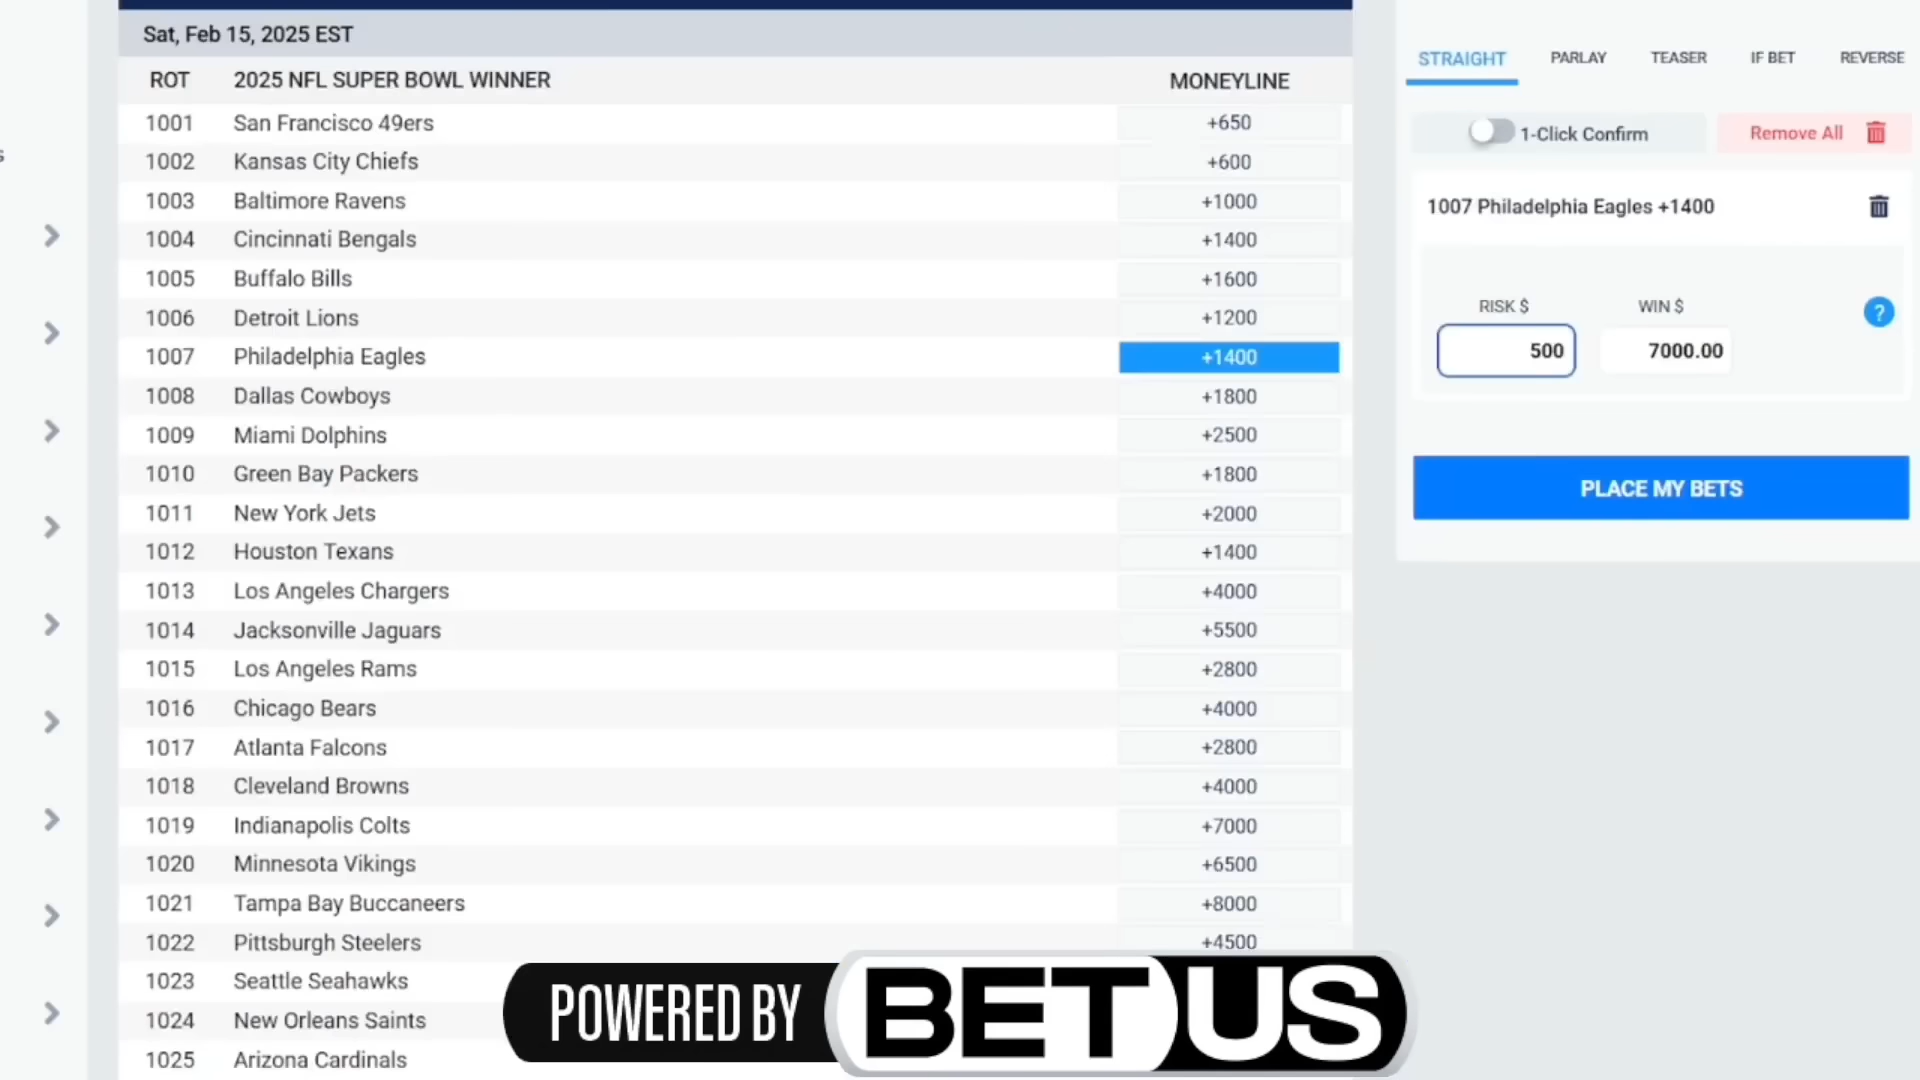 Sat, Feb 15, 2025 EST
ROT 2025 NFL SUPER BOWL WINNER MONEYLINE
1001 San Francisco 49ers +650
1002 Kansas City Chiefs +600
1003 Baltimore Ravens +1000
1004 Cincinnati Bengals +1400
1005 Buffalo Bills +1600
1006 Detroit Lions +1200
1007 Philadelphia Eagles +1400
1008 Dallas Cowboys +1800
1009 Miami Dolphins +2500
1010 Green Bay Packers +1800
1011 New York Jets +2000
1012 Houston Texans +1400
1013 Los Angeles Chargers +4000
1014 Jacksonville Jaguars +5500
1015 Los Angeles Rams +2800
1016 Chicago Bears +4000
1017 Atlanta Falcons +2800
1018 Cleveland Browns +4000
1019 Indianapolis Colts +7000
1020 Minnesota Vikings +6500
1021 Tampa Bay Buccaneers +8000
1022 Pittsburgh Steelers +4500
1023 Seattle Seahawks
1024 New Orleans Saints
1025 Arizona Cardinals
STRAIGHT PARLAY TEASER IF BET REVERSE
1-Click Confirm Remove All
1007 Philadelphia Eagles +1400
RISK $ WIN $
500 7000.00 ?
PLACE MY BETS
POWERED BY BETUS